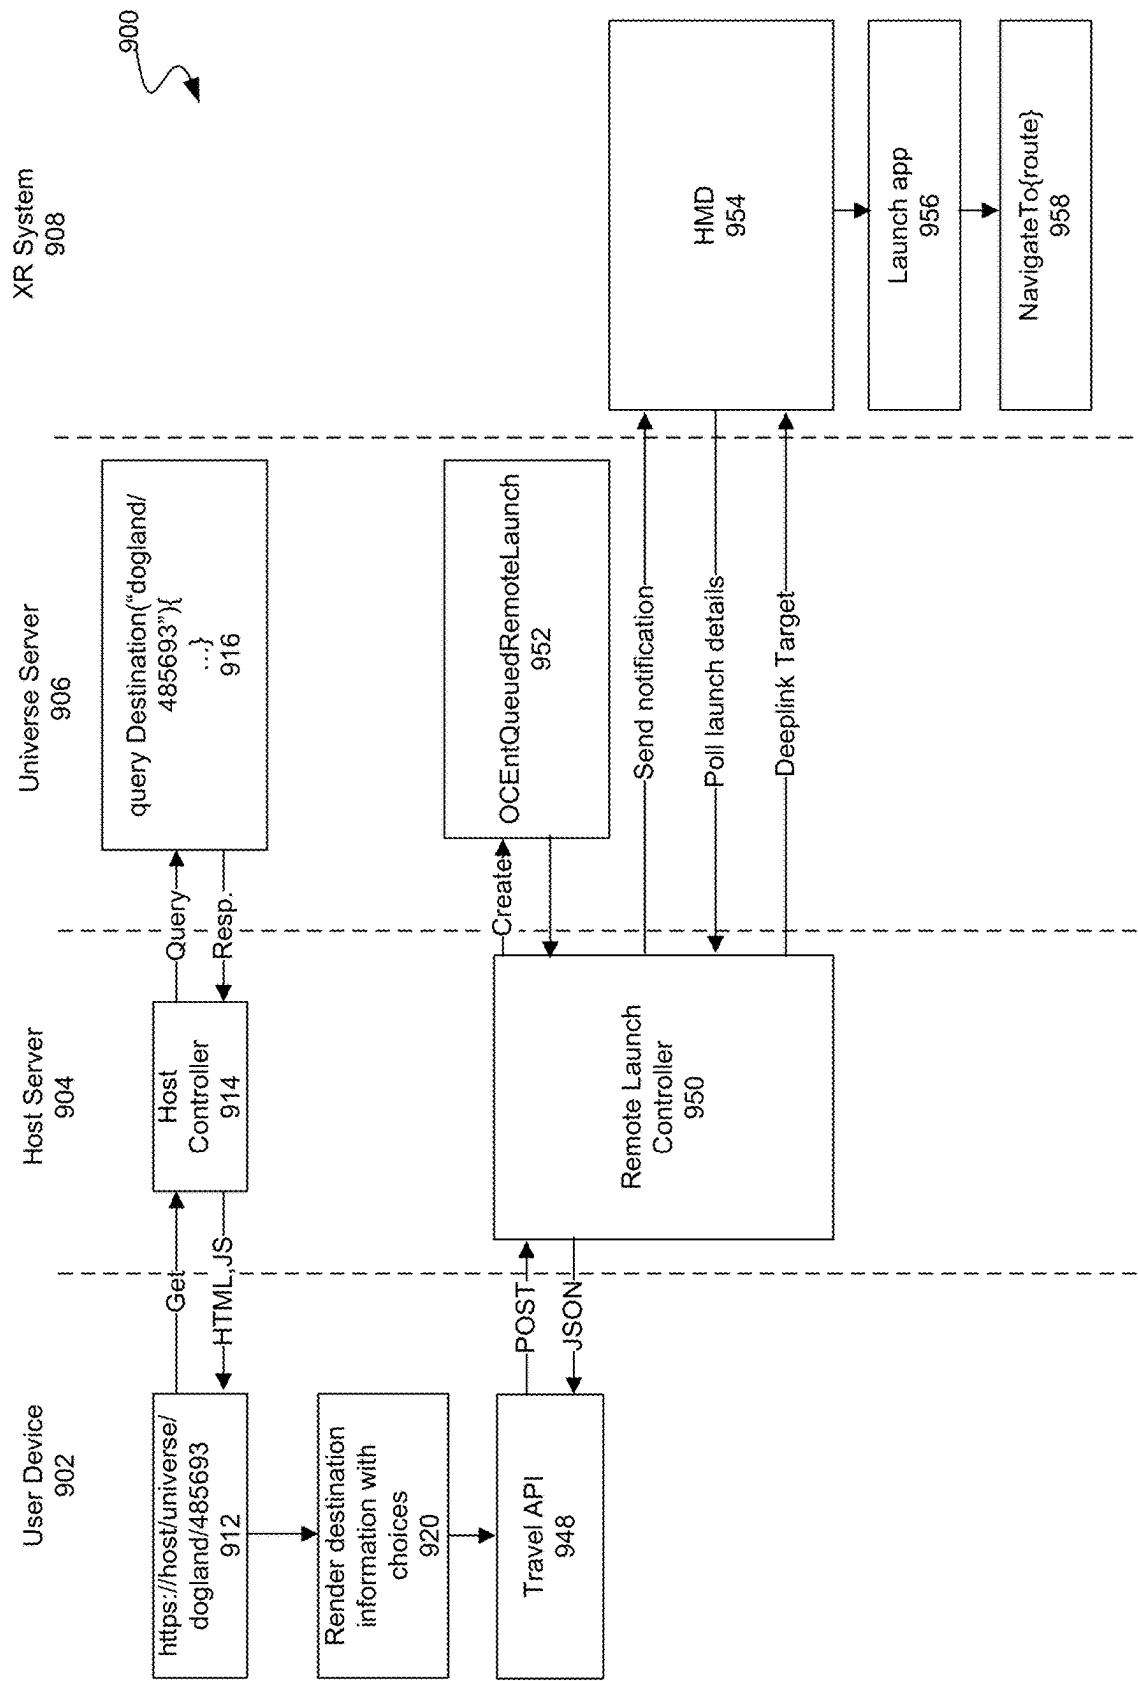 900
User Device
902
Host Server
904
Universe Server
906
XR System
908
https://host/universe/
dogland/485693
912
Get
HTML,JS
Host
Controller
914
Query
Resp.
query Destination("dogland/
485693"){
...}
916
Render destination
information with
choices
920
Travel API
948
POST
JSON
Remote Launch
Controller
950
Create
OCEntQueuedRemoteLaunch
952
Send notification
Poll launch details
Deeplink Target
HMD
954
Launch app
956
NavigateTo{route}
958